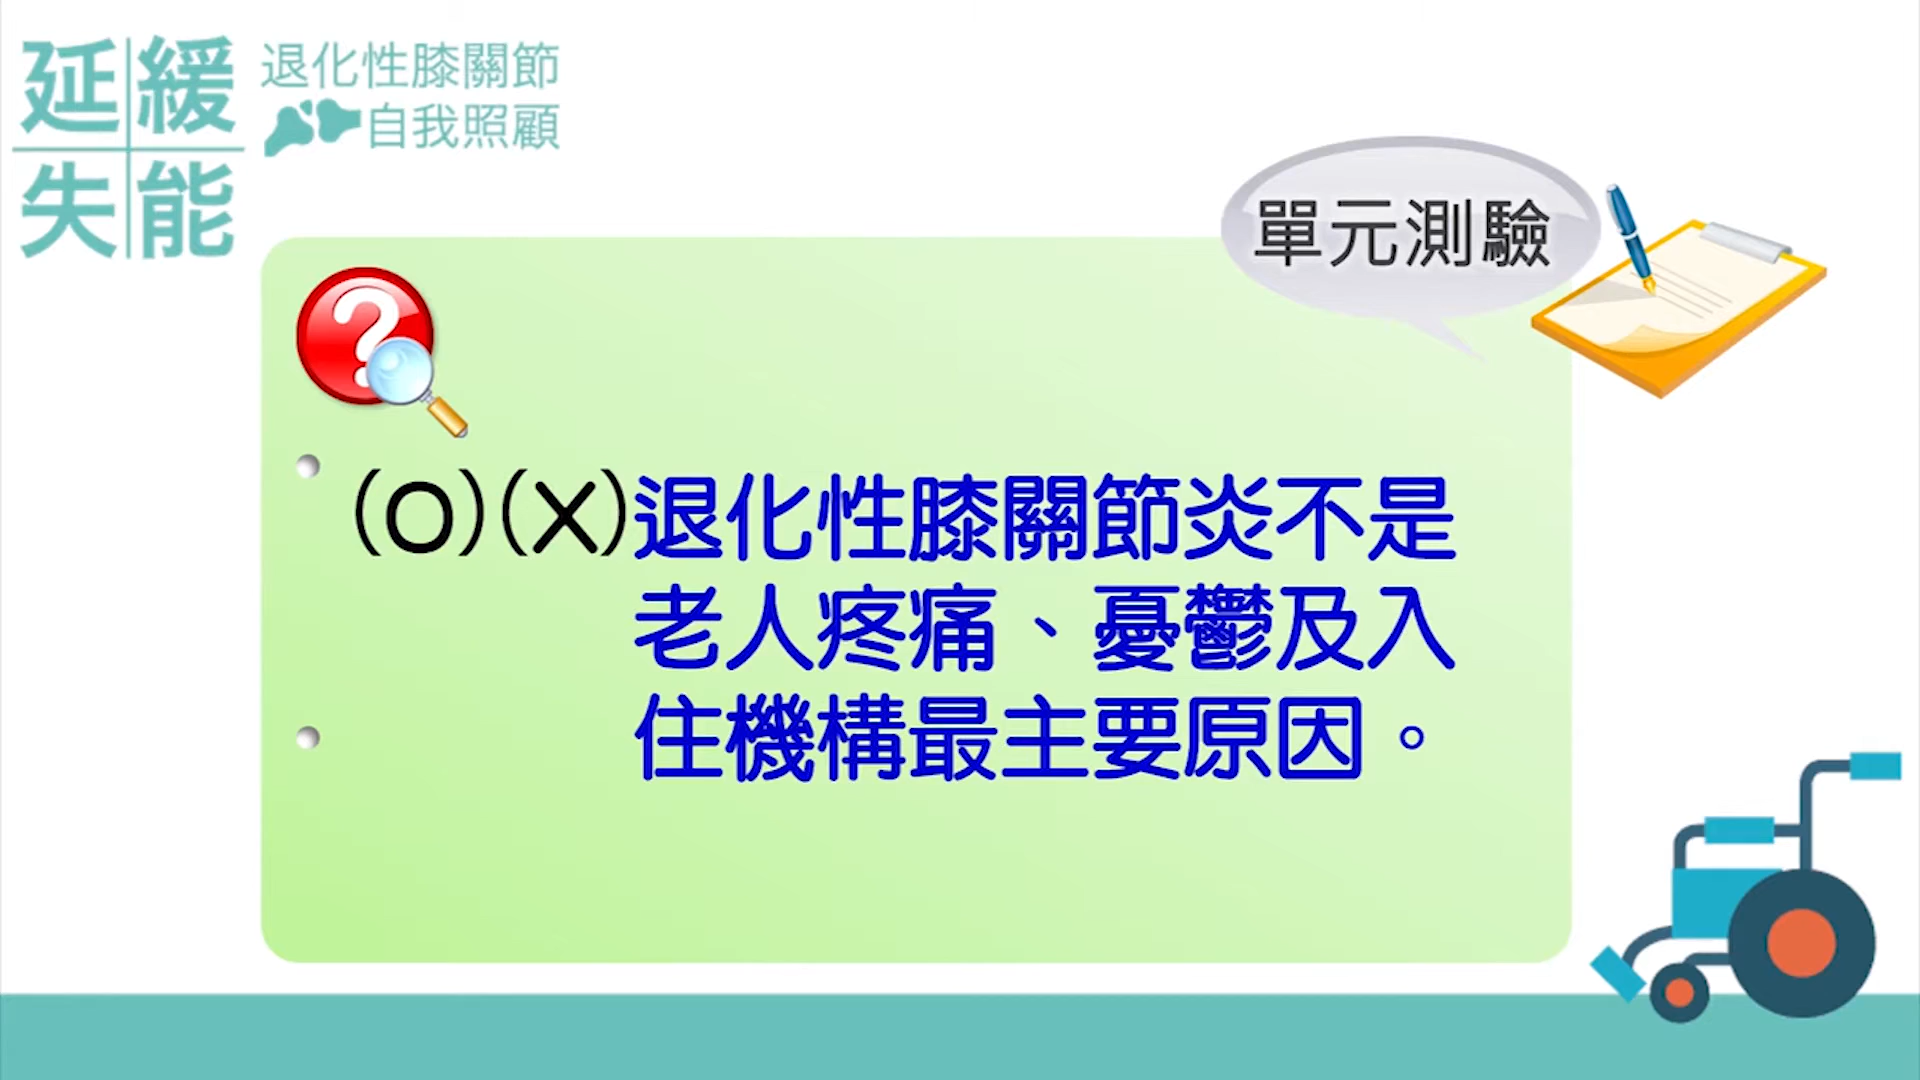 延緩
失能
退化性膝關節
自我照顧
單元測驗
(O)(X)退化性膝關節炎不是
老人疼痛、憂鬱及入
住機構最主要原因。